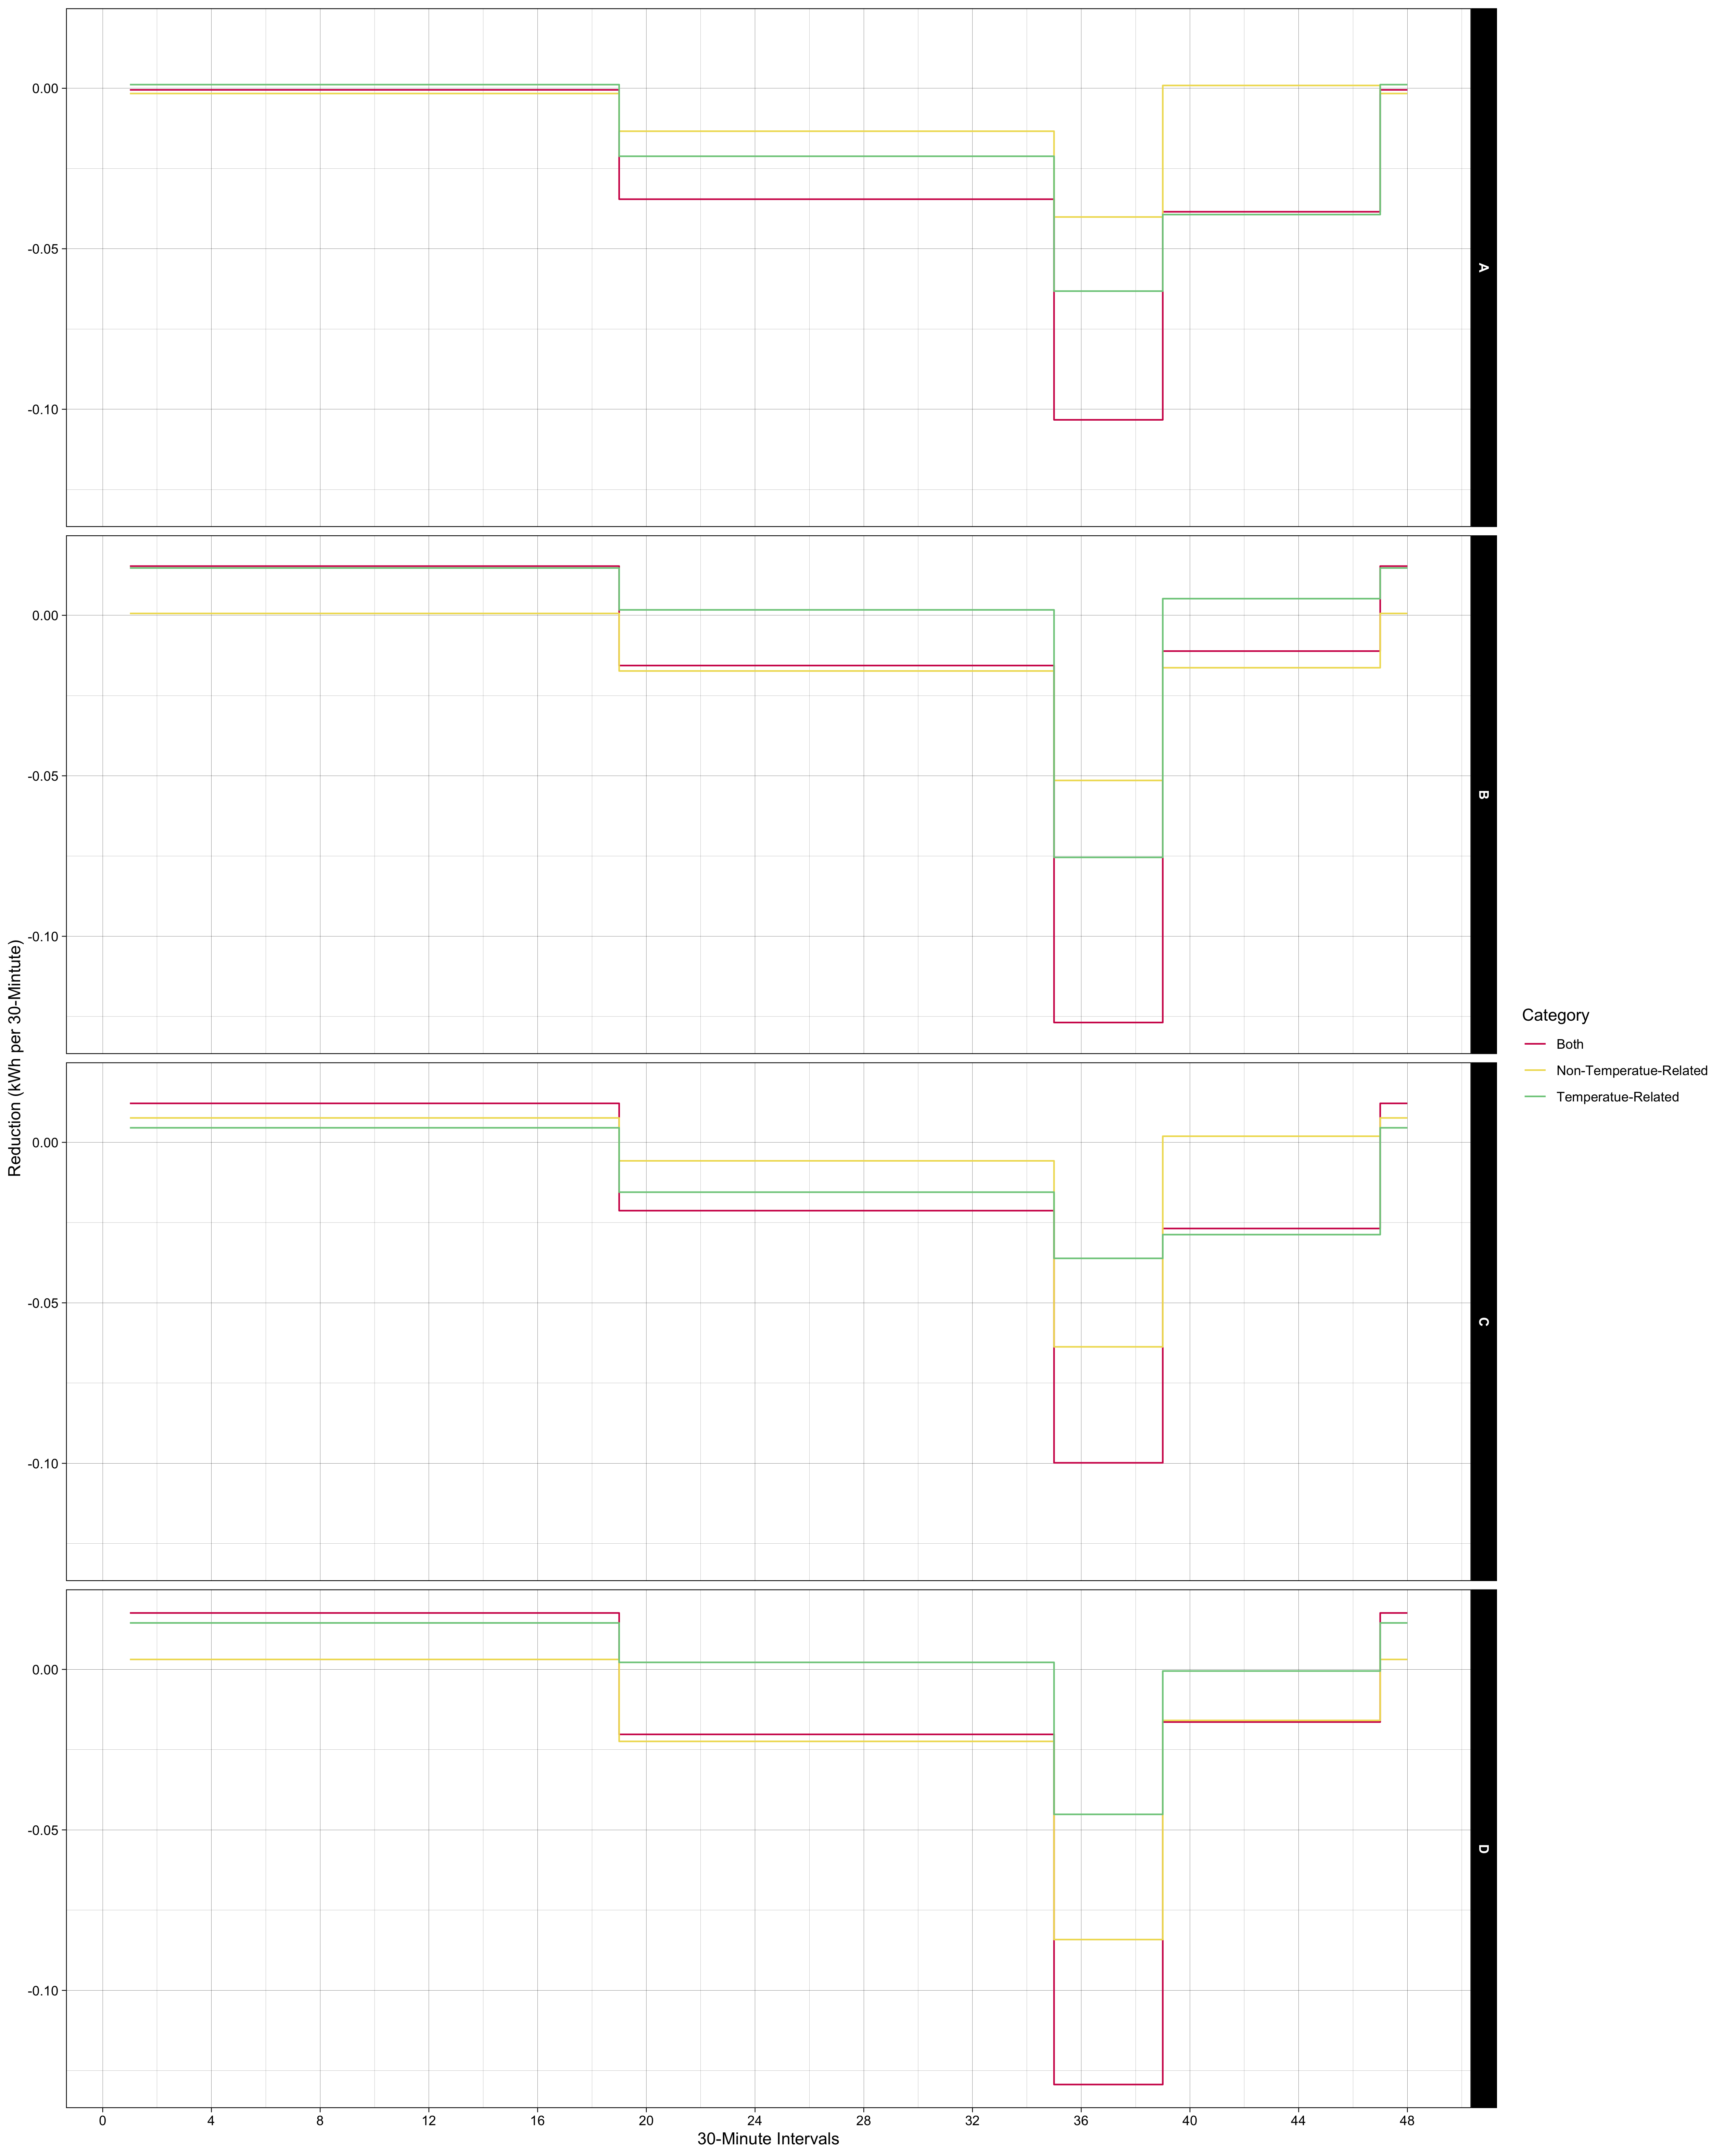 0.00
-0.05
-0.10
A
0.00
-0.05
-0.10
B
0.00
-0.05
-0.10
C
0.00
-0.05
-0.10
D
0 4 8 12 16 20 24 28 32 36 40 44 48
30-Minute Intervals
Reduction (kWh per 30-Mintute)
Category
Both
Non-Temperatue-Related
Temperatue-Related